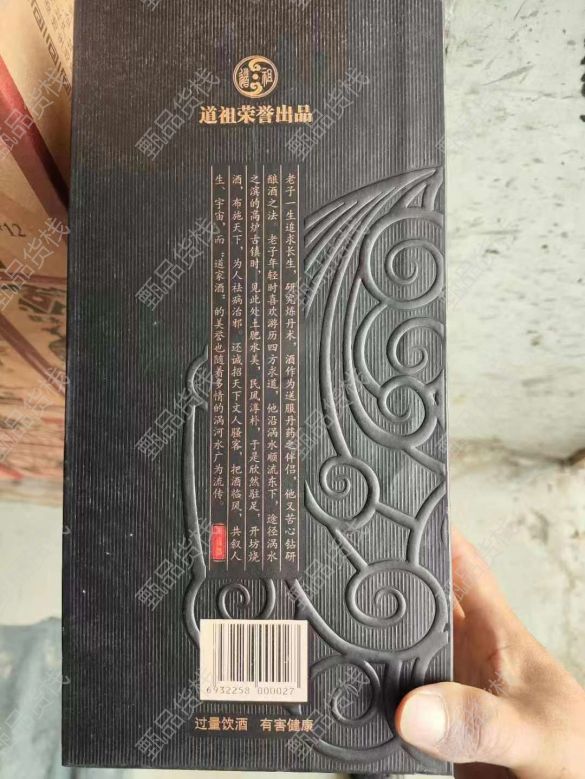 道祖
道祖荣誉出品
老子一生追求长生，研究炼丹术，酒作为送服丹药之伴侣，他又苦心钻研
酿酒之法。老子年轻时喜欢游历四方求道，他沿涡水顺流东下，途径涡水
之滨的高炉古镇时，见此处土肥水美，民风淳朴，于是欣然驻足，开坊烧
酒，布施天下，为人祛病治邪。还诚招天下文人骚客，把酒临风，共叙人
生、宇宙，而“道家酒”的美誉也随着多情的涡河水广为流传。
6932258 000027
过量饮酒 有害健康
*12
甄品货栈